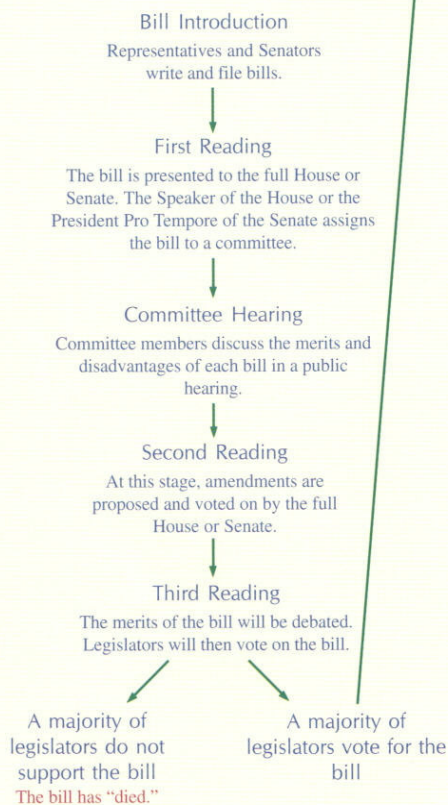 Bill Introduction
Representatives and Senators
write and file bills.
First Reading
The bill is presented to the full House or
Senate. The Speaker of the House or the
President Pro Tempore of the Senate assigns
the bill to a committee.
Committee Hearing
Committee members discuss the merits and
disadvantages of each bill in a public
hearing.
Second Reading
At this stage, amendments are
proposed and voted on by the full
House or Senate.
Third Reading
The merits of the bill will be debated.
Legislators will then vote on the bill.
A majority of
legislators do not
support the bill
The bill has “died.”
A majority of
legislators vote for the
bill